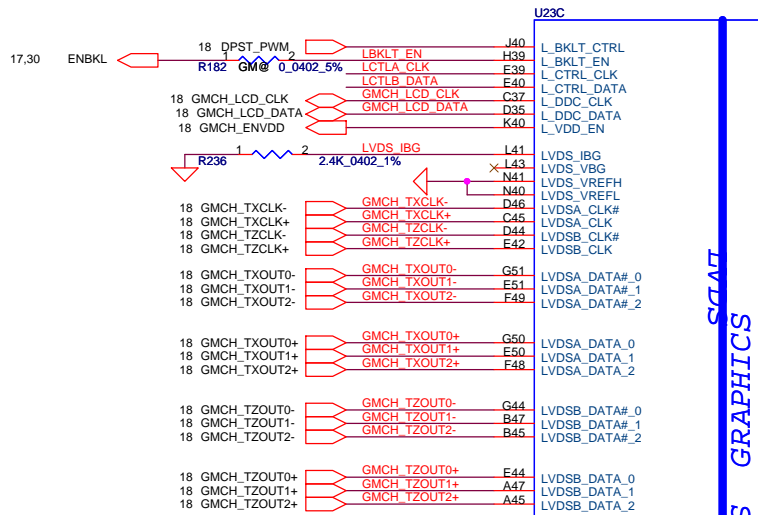 U23C
18 DPST_PWM J40 L_BKLT_CTRL
17,30 ENBKL 1 2 LBKLT_EN H39 L_BKLT_EN
R182 GM@ 0_0402_5% LCTLA_CLK E39 L_CTRL_CLK
LCTLB_DATA E40 L_CTRL_DATA
18 GMCH_LCD_CLK GMCH_LCD_CLK C37 L_DDC_CLK
18 GMCH_LCD_DATA GMCH_LCD_DATA D35 L_DDC_DATA
18 GMCH_ENVDD K40 L_VDD_EN
1 2 LVDS_IBG L41 LVDS_IBG
R236 2.4K_0402_1% L43 LVDS_VBG
N41 LVDS_VREFH
N40 LVDS_VREFL
18 GMCH_TXCLK- GMCH_TXCLK- D46 LVDSA_CLK#
18 GMCH_TXCLK+ GMCH_TXCLK+ C45 LVDSA_CLK
18 GMCH_TZCLK- GMCH_TZCLK- D44 LVDSB_CLK#
18 GMCH_TZCLK+ GMCH_TZCLK+ E42 LVDSB_CLK
18 GMCH_TXOUT0- GMCH_TXOUT0- G51 LVDSA_DATA#_0
18 GMCH_TXOUT1- GMCH_TXOUT1- E51 LVDSA_DATA#_1
18 GMCH_TXOUT2- GMCH_TXOUT2- F49 LVDSA_DATA#_2
18 GMCH_TXOUT0+ GMCH_TXOUT0+ G50 LVDSA_DATA_0
18 GMCH_TXOUT1+ GMCH_TXOUT1+ E50 LVDSA_DATA_1
18 GMCH_TXOUT2+ GMCH_TXOUT2+ F48 LVDSA_DATA_2
18 GMCH_TZOUT0- GMCH_TZOUT0- G44 LVDSB_DATA#_0
18 GMCH_TZOUT1- GMCH_TZOUT1- B47 LVDSB_DATA#_1
18 GMCH_TZOUT2- GMCH_TZOUT2- B45 LVDSB_DATA#_2
18 GMCH_TZOUT0+ GMCH_TZOUT0+ E44 LVDSB_DATA_0
18 GMCH_TZOUT1+ GMCH_TZOUT1+ A47 LVDSB_DATA_1
18 GMCH_TZOUT2+ GMCH_TZOUT2+ A45 LVDSB_DATA_2
LVDS
GRAPHICS